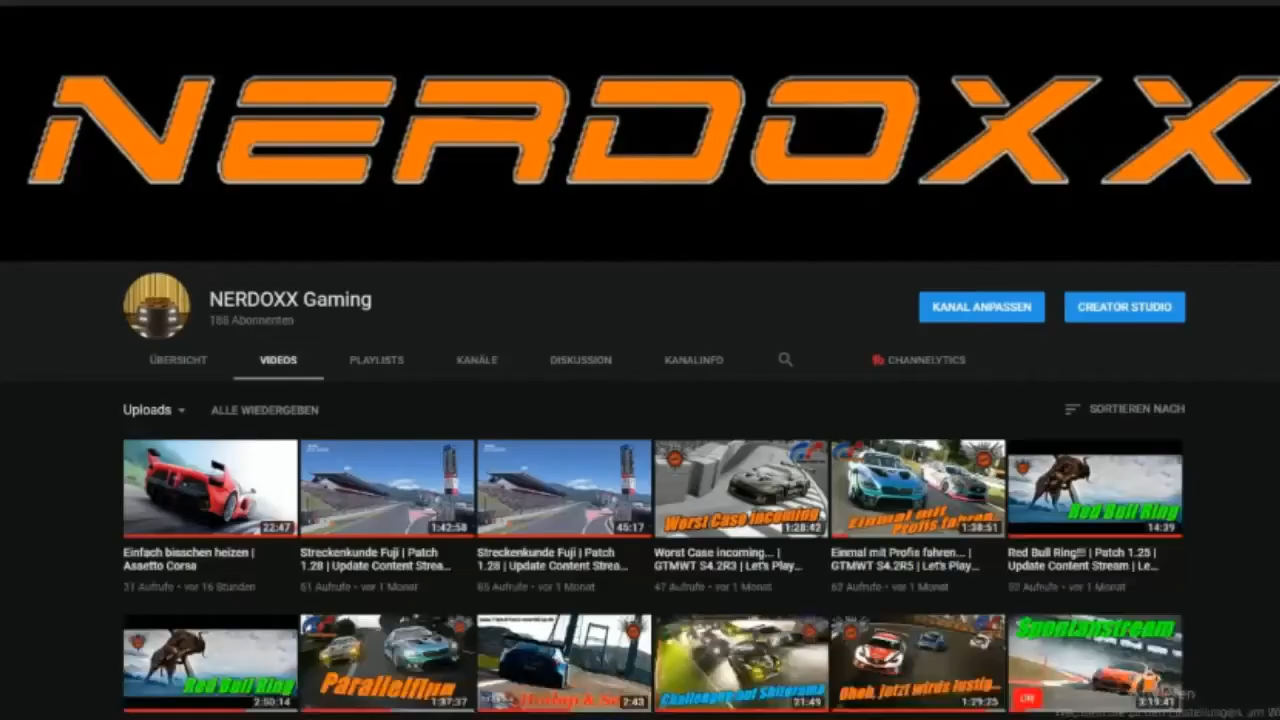 NERDOXX
NERDOXX Gaming
188 Abonnenten
KANAL ANPASSEN
CREATOR STUDIO
ÜBERSICHT
VIDEOS
PLAYLISTS
KANÄLE
DISKUSSION
KANALINFO
CHANNELYTICS
Uploads
ALLE WIEDERGEBEN
SORTIEREN NACH
22:47
1:42:58
45:17
Worst Case incoming
1:28:42
Einmal mit
Profis fahren...
1:38:51
Red Bull Ring
14:39
Einfach bisschen heizen |
Assetto Corsa
31 Aufrufe • vor 16 Stunden
Streckenkunde Fuji | Patch
1.28 | Update Content Strea...
61 Aufrufe • vor 1 Monat
Streckenkunde Fuji | Patch
1.28 | Update Content Strea...
65 Aufrufe • vor 1 Monat
Worst Case incoming... |
GTMWT S4.2R3 | Let's Play...
47 Aufrufe • vor 1 Monat
Einmal mit Profis fahren... |
GTMWT S4.2R5 | Let's Play...
62 Aufrufe • vor 1 Monat
Red Bull Ring!!! | Patch 1.25 |
Update Content Stream | Le...
Aufrufe • vor 1 Monat
Red Bull Ring
2:50:14
Parallelflug
1:37:37
2:43
Challenge auf
21:49
Oheh, jetzt wirds lustig...
1:29:25
Spontanstream
LIVE
3:19:41